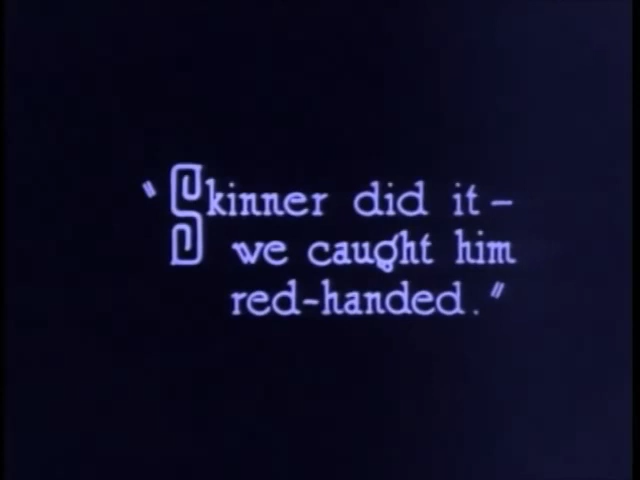 "Skinner did it –
we caught him
red-handed."